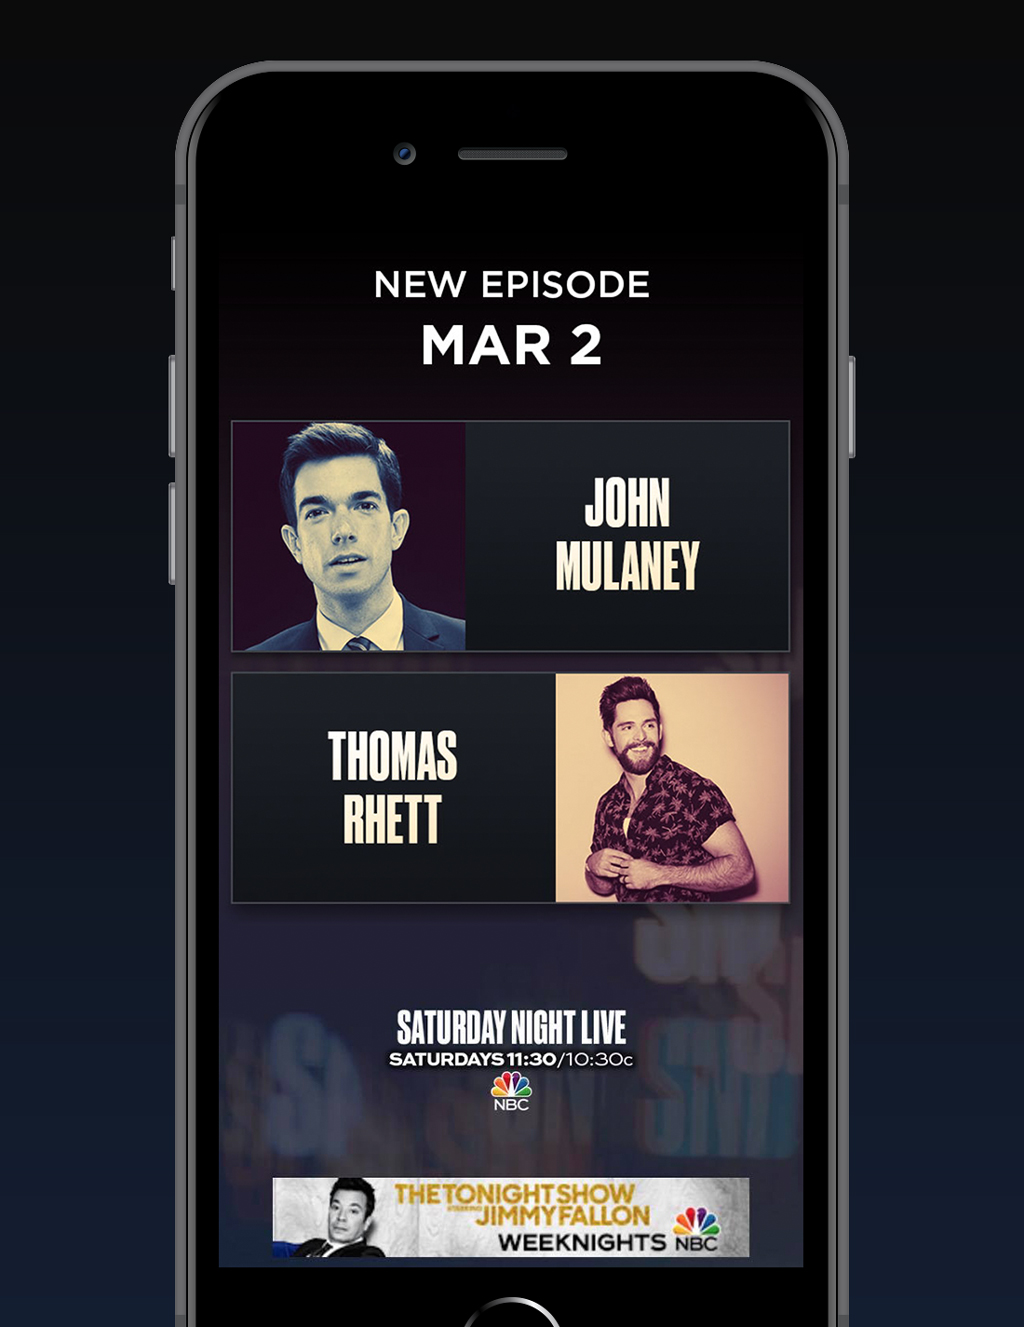 NEW EPISODE
MAR 2
JOHN
MULANEY
THOMAS
RHETT
SATURDAY NIGHT LIVE
SATURDAYS 11:30/10:30c
NBC
THE TONIGHT SHOW
STARRING JIMMY FALLON
WEEKNIGHTS NBC